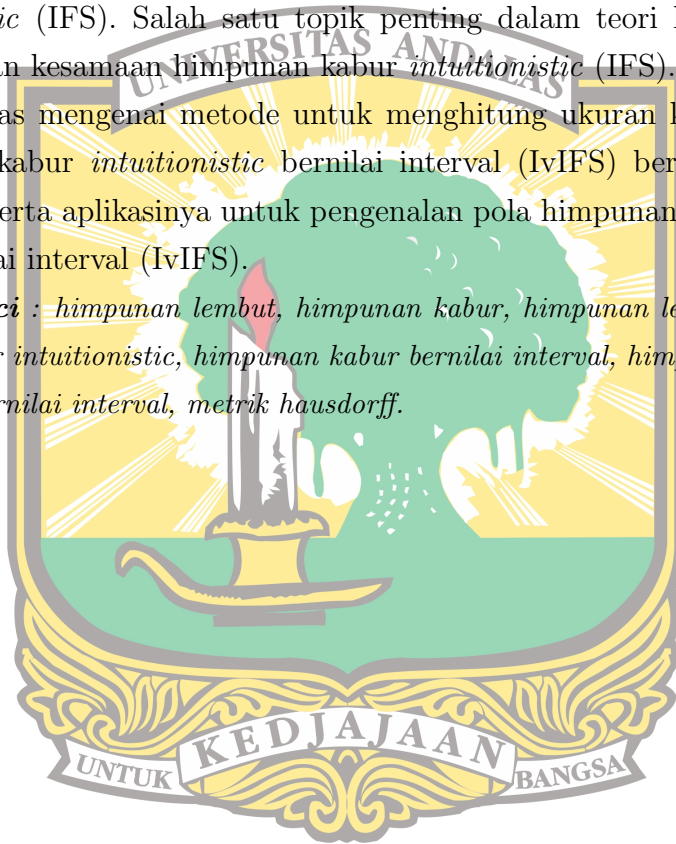 ic (IFS). Salah satu topik penting dalam teori
UNIVERSITAS ANDALAS
an kesamaan himpunan kabur intuitionistic (IFS).
as mengenai metode untuk menghitung ukuran
kabur intuitionistic bernilai interval (IvIFS) ber
erta aplikasinya untuk pengenalan pola himpunan
ai interval (IvIFS).
ci : himpunan lembut, himpunan kabur, himpunan le
r intuitionistic, himpunan kabur bernilai interval, himp
rnilai interval, metrik hausdorff.
KEDJAJAAN
UNTUK BANGSA